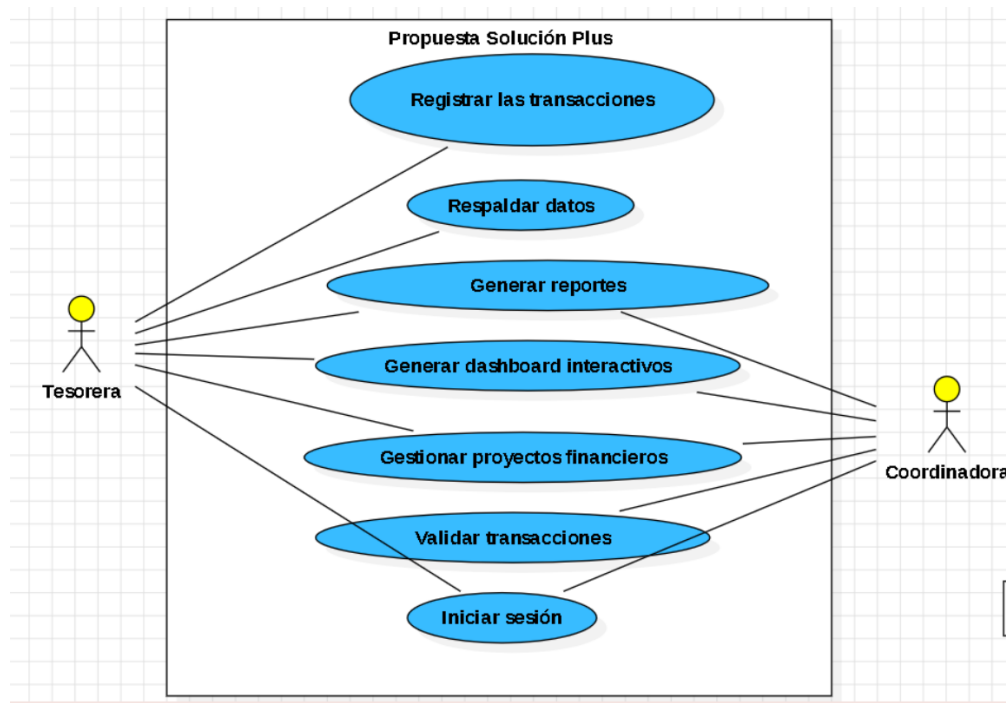 Propuesta Solución Plus
Registrar las transacciones
Respaldar datos
Generar reportes
Generar dashboard interactivos
Gestionar proyectos financieros
Validar transacciones
Iniciar sesión
Tesorera
Coordinadora